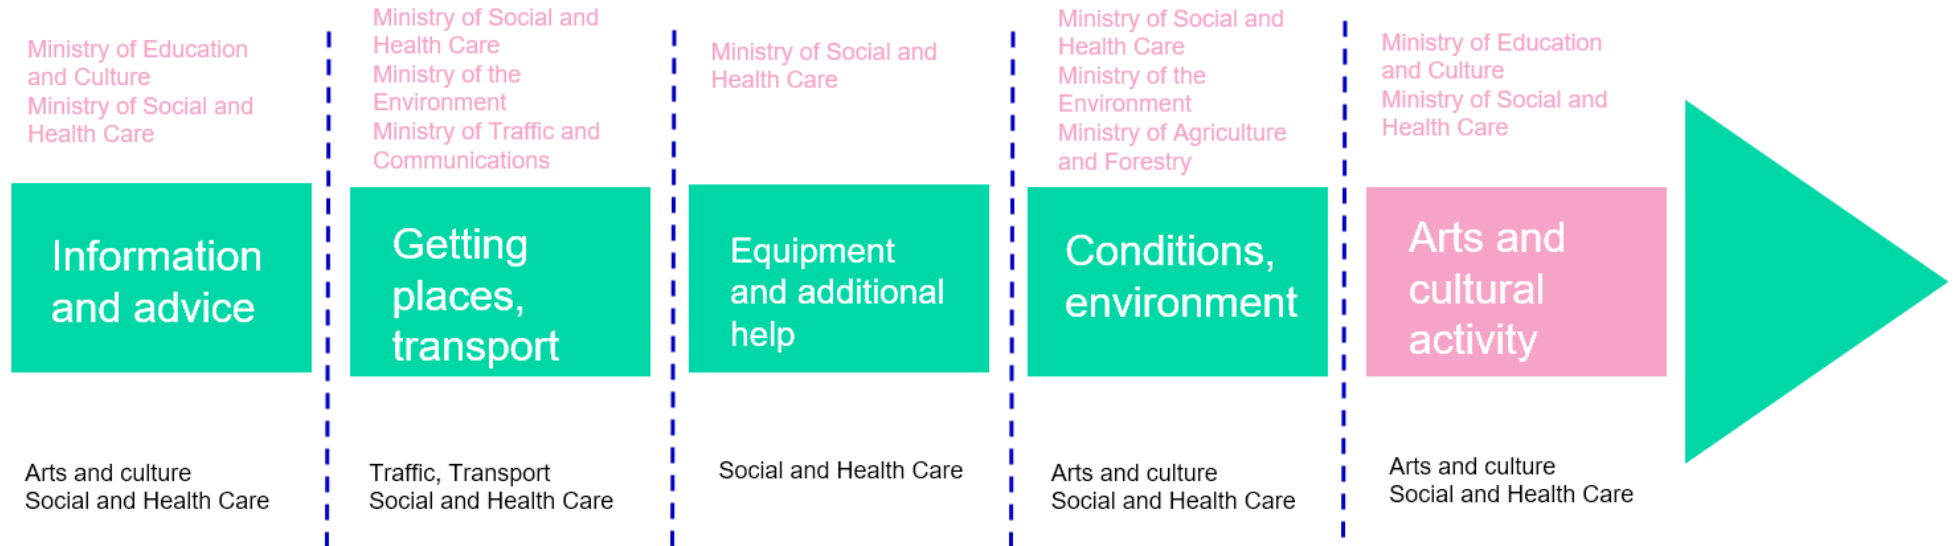 Ministry of Education
and Culture
Ministry of Social and
Health Care
Information
and advice
Arts and culture
Social and Health Care
Ministry of Social and
Health Care
Ministry of the
Environment
Ministry of Traffic and
Communications
Getting
places,
transport
Traffic, Transport
Social and Health Care
Ministry of Social and
Health Care
Equipment
and additional
help
Social and Health Care
Ministry of Social and
Health Care
Ministry of the
Environment
Ministry of Agriculture
and Forestry
Conditions,
environment
Arts and culture
Social and Health Care
Ministry of Education
and Culture
Ministry of Social and
Health Care
Arts and
cultural
activity
Arts and culture
Social and Health Care